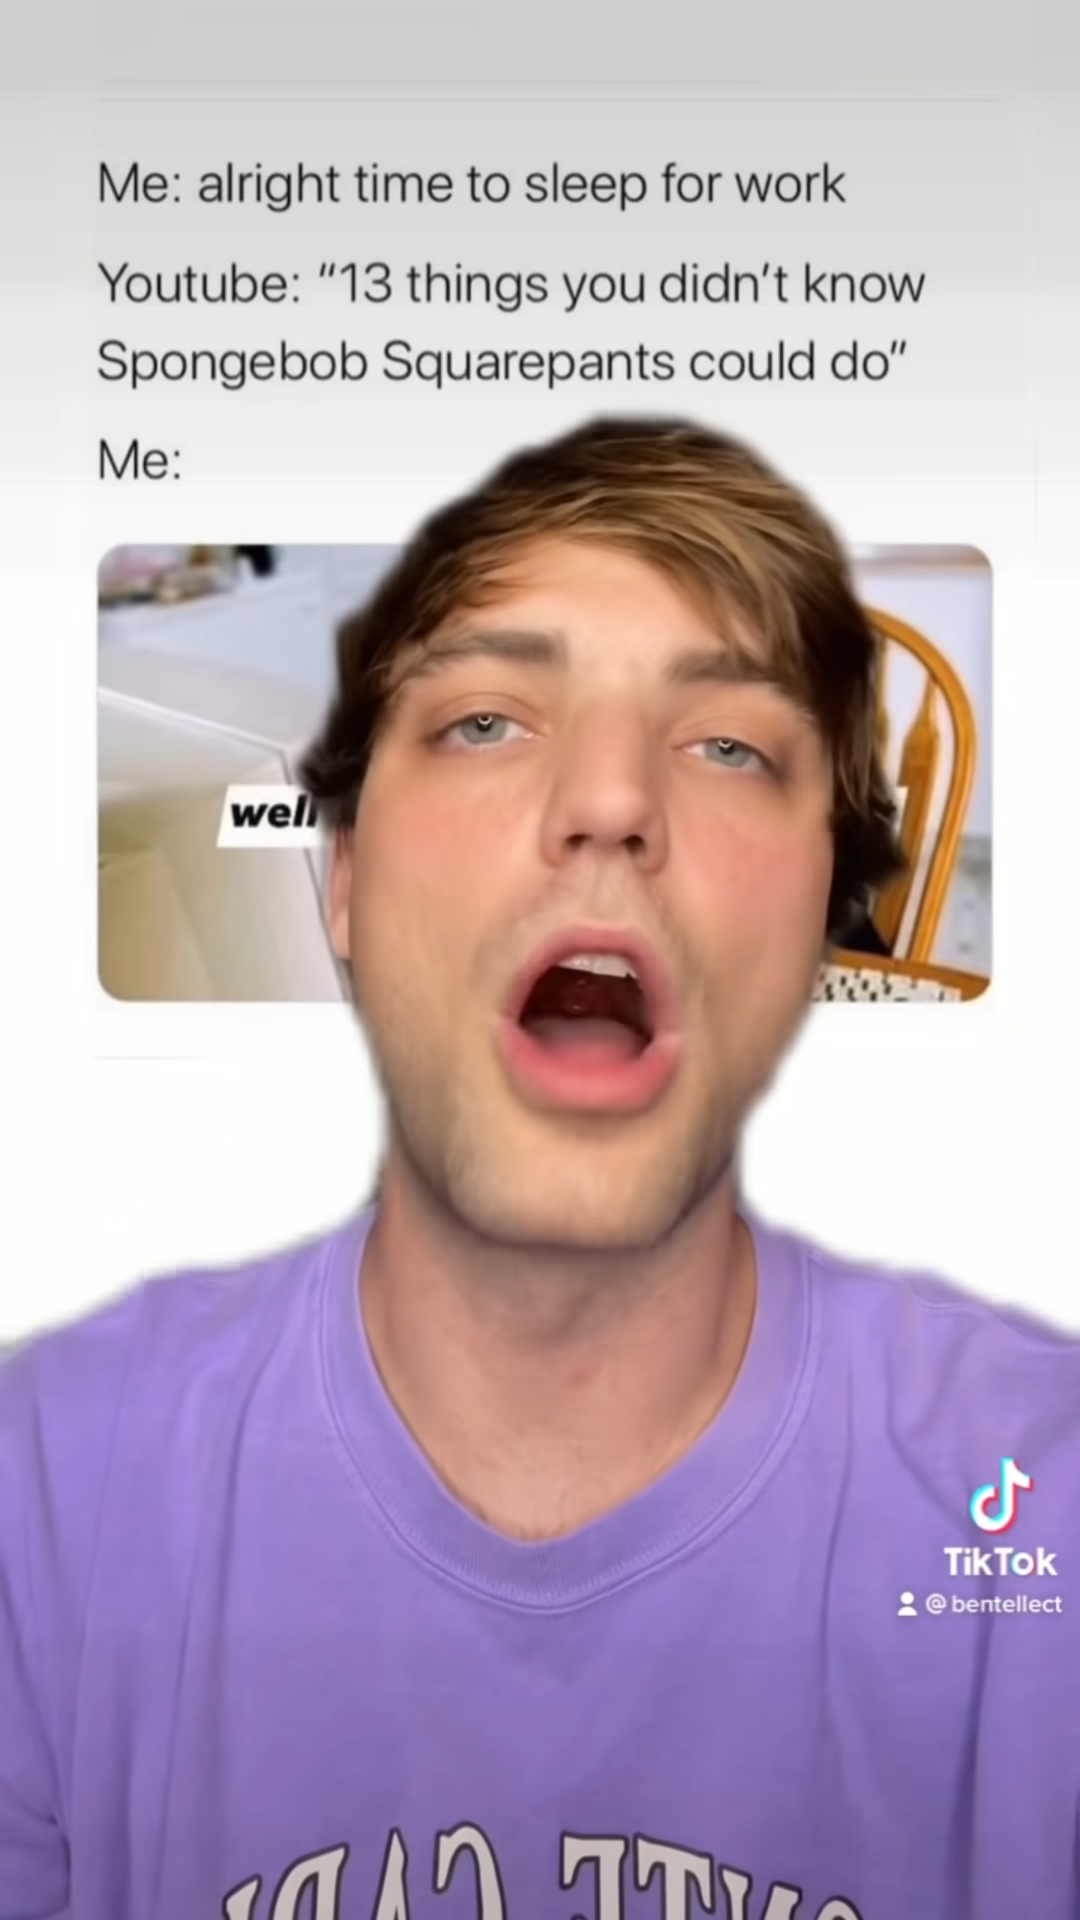 Me: alright time to sleep for work
Youtube: “13 things you didn't know
Spongebob Squarepants could do”
Me:
well
TikTok
@bentellect